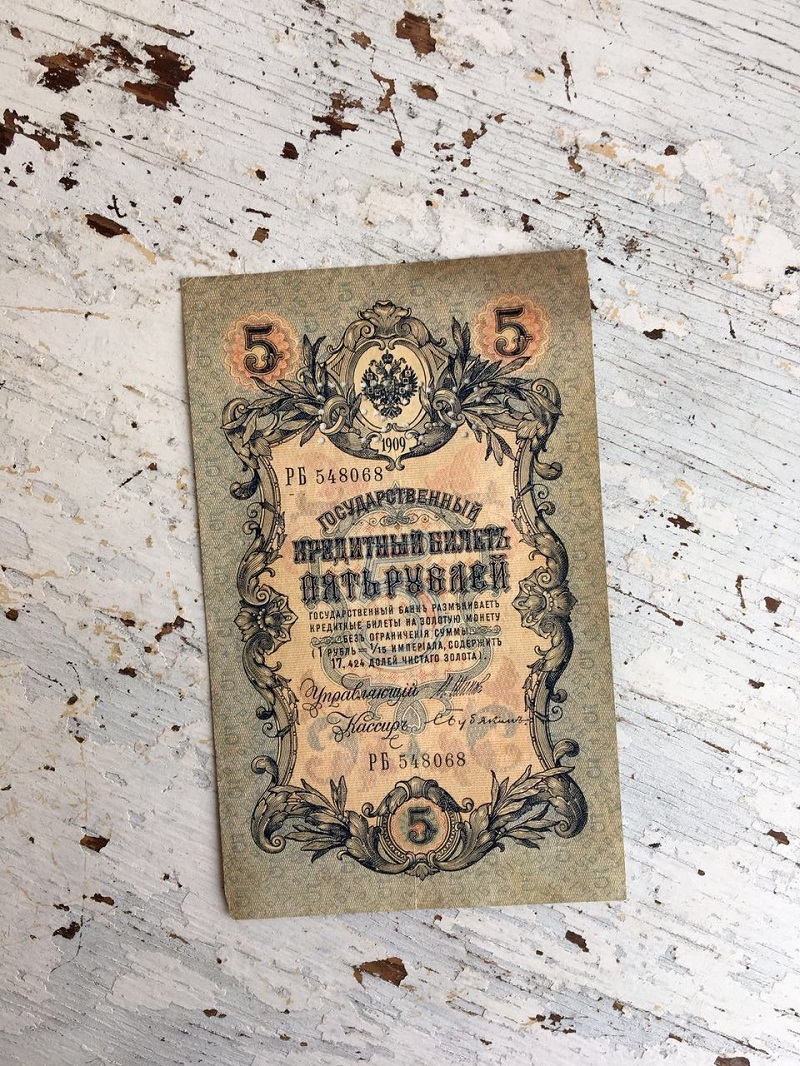 5 5
1909
РБ 548068
ГОСУДАРСТВЕННЫЙ
КРЕДИТНЫЙ БИЛЕТЪ
ПЯТЬ РУБЛЕЙ
ГОСУДАРСТВЕННЫЙ БАНКЪ РАЗМѢНИВАЕТЪ
КРЕДИТНЫЕ БИЛЕТЫ НА ЗОЛОТУЮ МОНЕТУ
БЕЗЪ ОГРАНИЧЕНІЯ СУММЫ
(1 РУБЛЬ = 1/15 ИМПЕРІАЛА, СОДЕРЖИТЪ
17,424 ДОЛЕЙ ЧИСТАГО ЗОЛОТА).
Управляющій
Кассиръ
РБ 548068
5